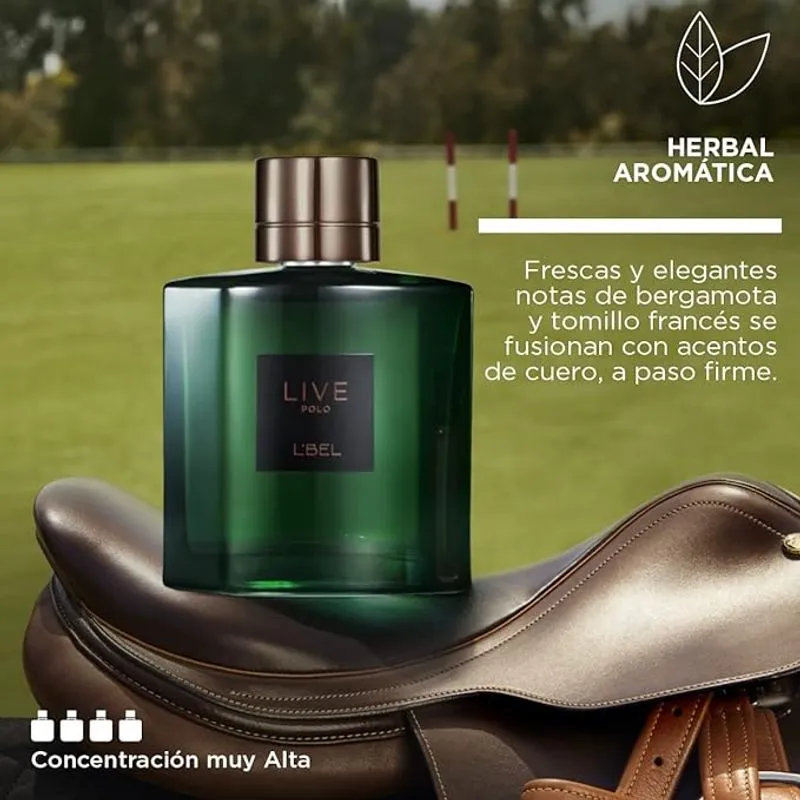 HERBAL
AROMÁTICA
Frescas y elegantes
notas de bergamota
y tomillo francés se
fusionan con acentos
de cuero, a paso firme.
LIVE
POLO
L'BEL
Concentración muy Alta